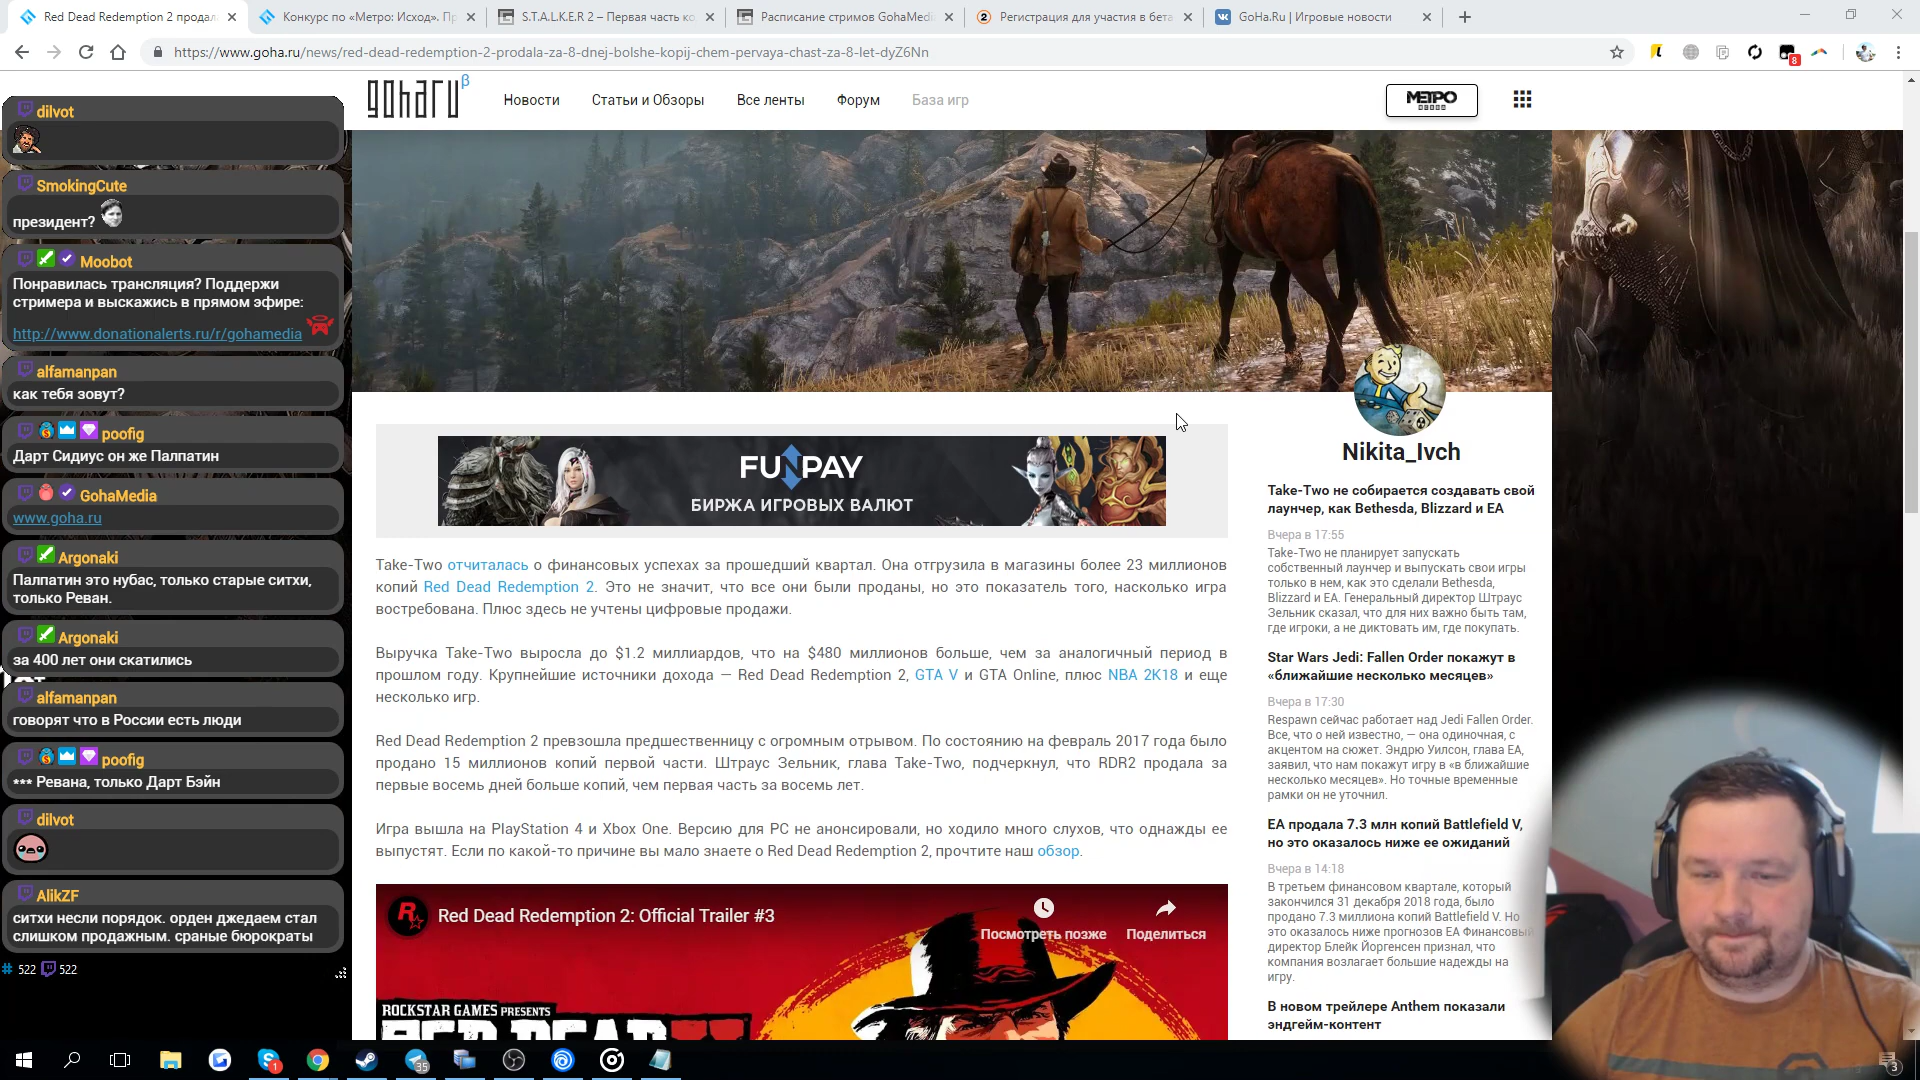 Red Dead Redemption 2 продал
Конкурс по «Метро: Исход». Пр
S.T.A.L.K.E.R 2 – Первая часть ко
Расписание стримов GohaMedi
Регистрация для участия в бета
GoHa.Ru | Игровые новости
https://www.goha.ru/news/red-dead-redemption-2-prodala-za-8-dnej-bolshe-kopij-chem-pervaya-chast-za-8-let-dyZ6Nn
8
goharu β
Новости
Статьи и Обзоры
Все ленты
Форум
База игр
МЕТРО
dilvot
SmokingCute
президент?
Moobot
Понравилась трансляция? Поддержи
стримера и выскажись в прямом эфире:
http://www.donationalerts.ru/r/gohamedia
alfamanpan
как тебя зовут?
poofig
Дарт Сидиус он же Палпатин
GohaMedia
www.goha.ru
Argonaki
Палпатин это нубас, только старые ситхи,
только Реван.
Argonaki
за 400 лет они скатились
alfamanpan
говорят что в России есть люди
poofig
*** Ревана, только Дарт Бэйн
dilvot
AlikZF
ситхи несли порядок. орден джедаем стал
слишком продажным. сраные бюрократы
522 522
FUNPAY
БИРЖА ИГРОВЫХ ВАЛЮТ
Take-Two отчиталась о финансовых успехах за прошедший квартал. Она отгрузила в магазины более 23 миллионов
копий Red Dead Redemption 2. Это не значит, что все они были проданы, но это показатель того, насколько игра
востребована. Плюс здесь не учтены цифровые продажи.
Выручка Take-Two выросла до $1.2 миллиардов, что на $480 миллионов больше, чем за аналогичный период в
прошлом году. Крупнейшие источники дохода — Red Dead Redemption 2, GTA V и GTA Online, плюс NBA 2K18 и еще
несколько игр.
Red Dead Redemption 2 превзошла предшественницу с огромным отрывом. По состоянию на февраль 2017 года было
продано 15 миллионов копий первой части. Штраус Зельник, глава Take-Two, подчеркнул, что RDR2 продала за
первые восемь дней больше копий, чем первая часть за восемь лет.
Игра вышла на PlayStation 4 и Xbox One. Версию для PC не анонсировали, но ходило много слухов, что однажды ее
выпустят. Если по какой-то причине вы мало знаете о Red Dead Redemption 2, прочтите наш обзор.
Red Dead Redemption 2: Official Trailer #3
Посмотреть позже
Поделиться
ROCKSTAR GAMES PRESENTS
RED DEAD
Nikita_Ivch
Take-Two не собирается создавать свой
лаунчер, как Bethesda, Blizzard и EA
Вчера в 17:55
Take-Two не планирует запускать
собственный лаунчер и выпускать свои игры
только в нем, как это сделали Bethesda,
Blizzard и EA. Генеральный директор Штраус
Зельник сказал, что для них важно быть там,
где игроки, а не диктовать им, где покупать.
Star Wars Jedi: Fallen Order покажут в
«ближайшие несколько месяцев»
Вчера в 17:30
Respawn сейчас работает над Jedi Fallen Order.
Все, что о ней известно, — она одиночная, с
акцентом на сюжет. Эндрю Уилсон, глава EA,
заявил, что нам покажут игру в «в ближайшие
несколько месяцев». Но точные временные
рамки он не уточнил.
EA продала 7.3 млн копий Battlefield V,
но это оказалось ниже ее ожиданий
Вчера в 14:18
В третьем финансовом квартале, который
закончился 31 декабря 2018 года, было
продано 7.3 миллиона копий Battlefield V. Но
это оказалось ниже прогнозов EA Финансовый
директор Блейк Йоргенсен признал, что
компания возлагает большие надежды на
игру.
В новом трейлере Anthem показали
эндгейм-контент
1
35
3